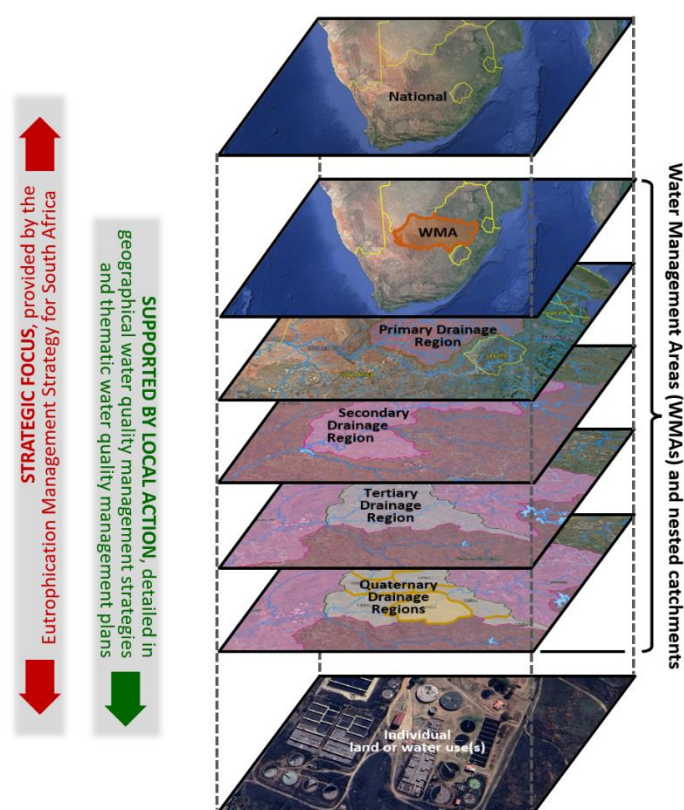 National
WMA
Primary Drainage
Region
Secondary
Drainage
Region
Tertiary
Drainage
Region
Quaternary
Drainage
Regions
Individual
land or water use(s)
STRATEGIC FOCUS, provided by the
Eutrophication Management Strategy for South Africa
SUPPORTED BY LOCAL ACTION, detailed in
geographical water quality management strategies
and thematic water quality management plans
Water Management Areas (WMAs) and nested catchments